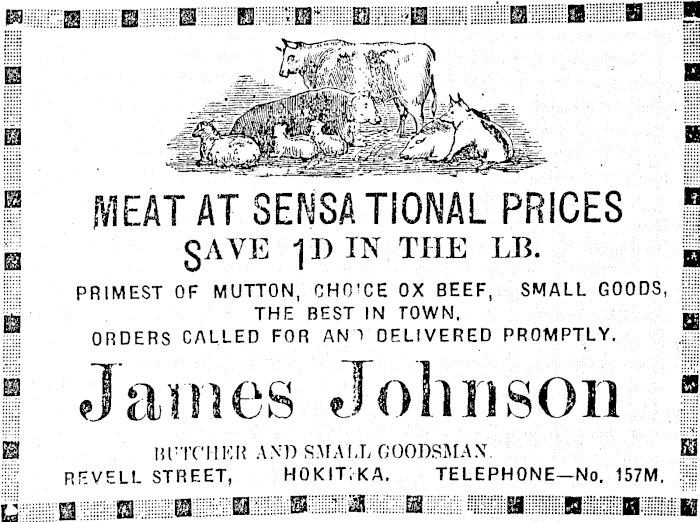 MEAT AT SENSATIONAL PRICES
SAVE 1D IN THE LB.
PRIMEST OF MUTTON, CHOICE OX BEEF, SMALL GOODS,
THE BEST IN TOWN.
ORDERS CALLED FOR AND DELIVERED PROMPTLY.
James Johnson
BUTCHER AND SMALL GOODSMAN.
REVELL STREET, HOKITIKA. TELEPHONE—No. 157M.